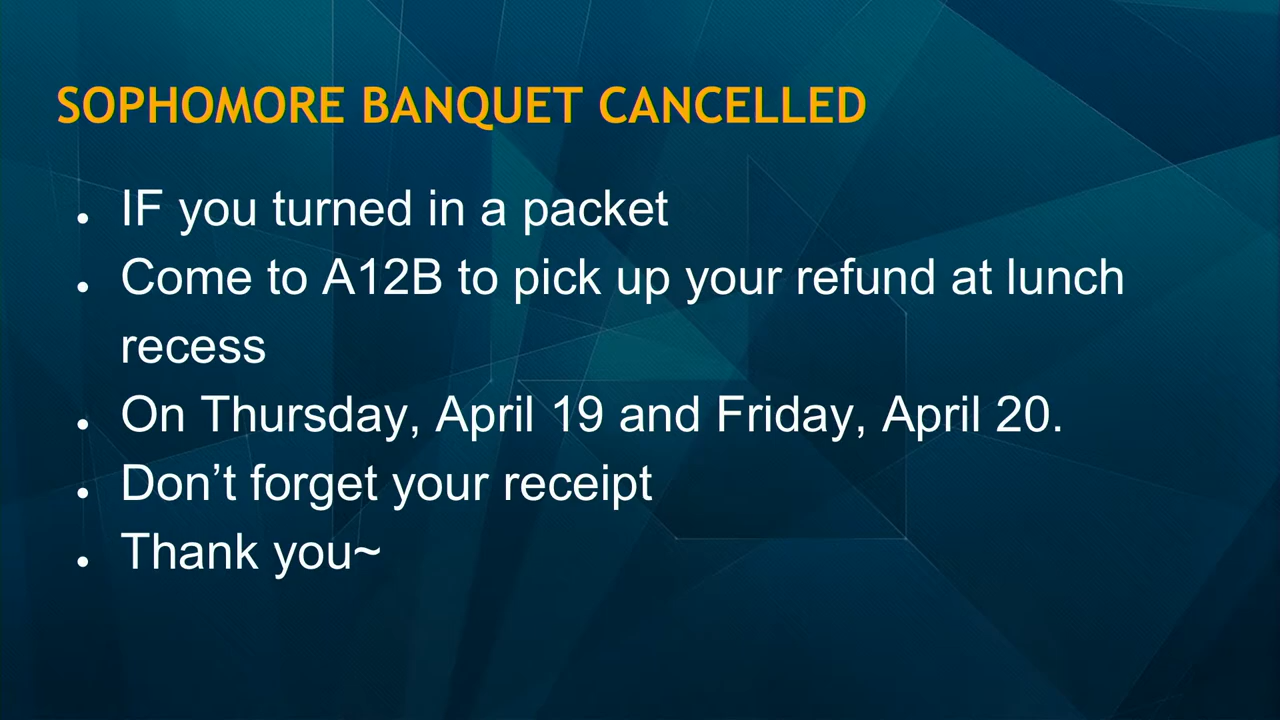 SOPHOMORE BANQUET CANCELLED
• IF you turned in a packet
• Come to A12B to pick up your refund at lunch
recess
• On Thursday, April 19 and Friday, April 20.
• Don’t forget your receipt
• Thank you~